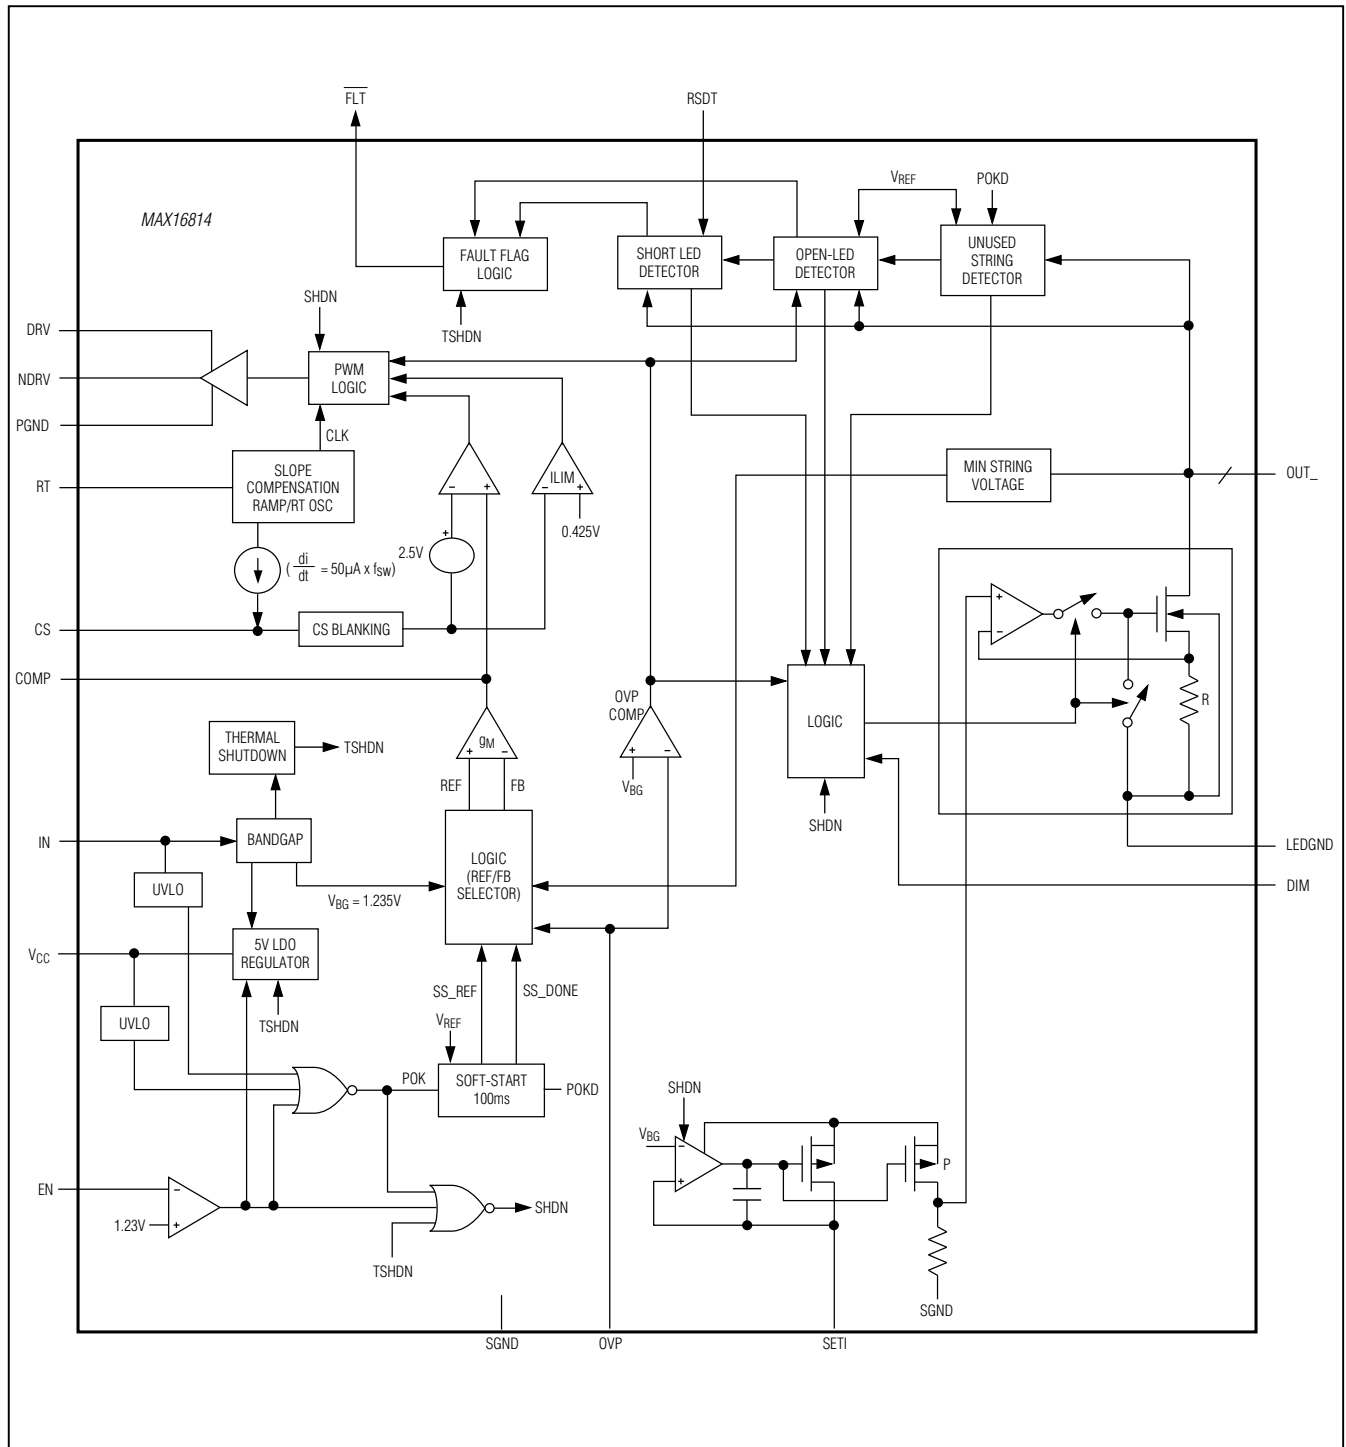 FLT
RSDT
MAX16814
VREF
POKD
FAULT FLAG
LOGIC
SHORT LED
DETECTOR
OPEN-LED
DETECTOR
UNUSED
STRING
DETECTOR
SHDN
TSHDN
DRV
NDRV
PGND
PWM
LOGIC
CLK
RT
SLOPE
COMPENSATION
RAMP/RT OSC
- +
ILIM
- +
0.425V
MIN STRING
VOLTAGE
OUT_
(di/dt = 50µA x fSW)
2.5V
+
CS
CS BLANKING
+
-
R
COMP
THERMAL
SHUTDOWN
TSHDN
gM
+ -
REF
FB
OVP
COMP
+ -
VBG
LOGIC
SHDN
IN
BANDGAP
UVLO
VBG = 1.235V
LOGIC
(REF/FB
SELECTOR)
LEDGND
DIM
VCC
5V LDO
REGULATOR
UVLO
TSHDN
SS_REF
SS_DONE
VREF
POK
SOFT-START
100ms
POKD
SHDN
VBG
-
+
P
EN
-
1.23V
+
SHDN
TSHDN
SGND
SGND
OVP
SETI